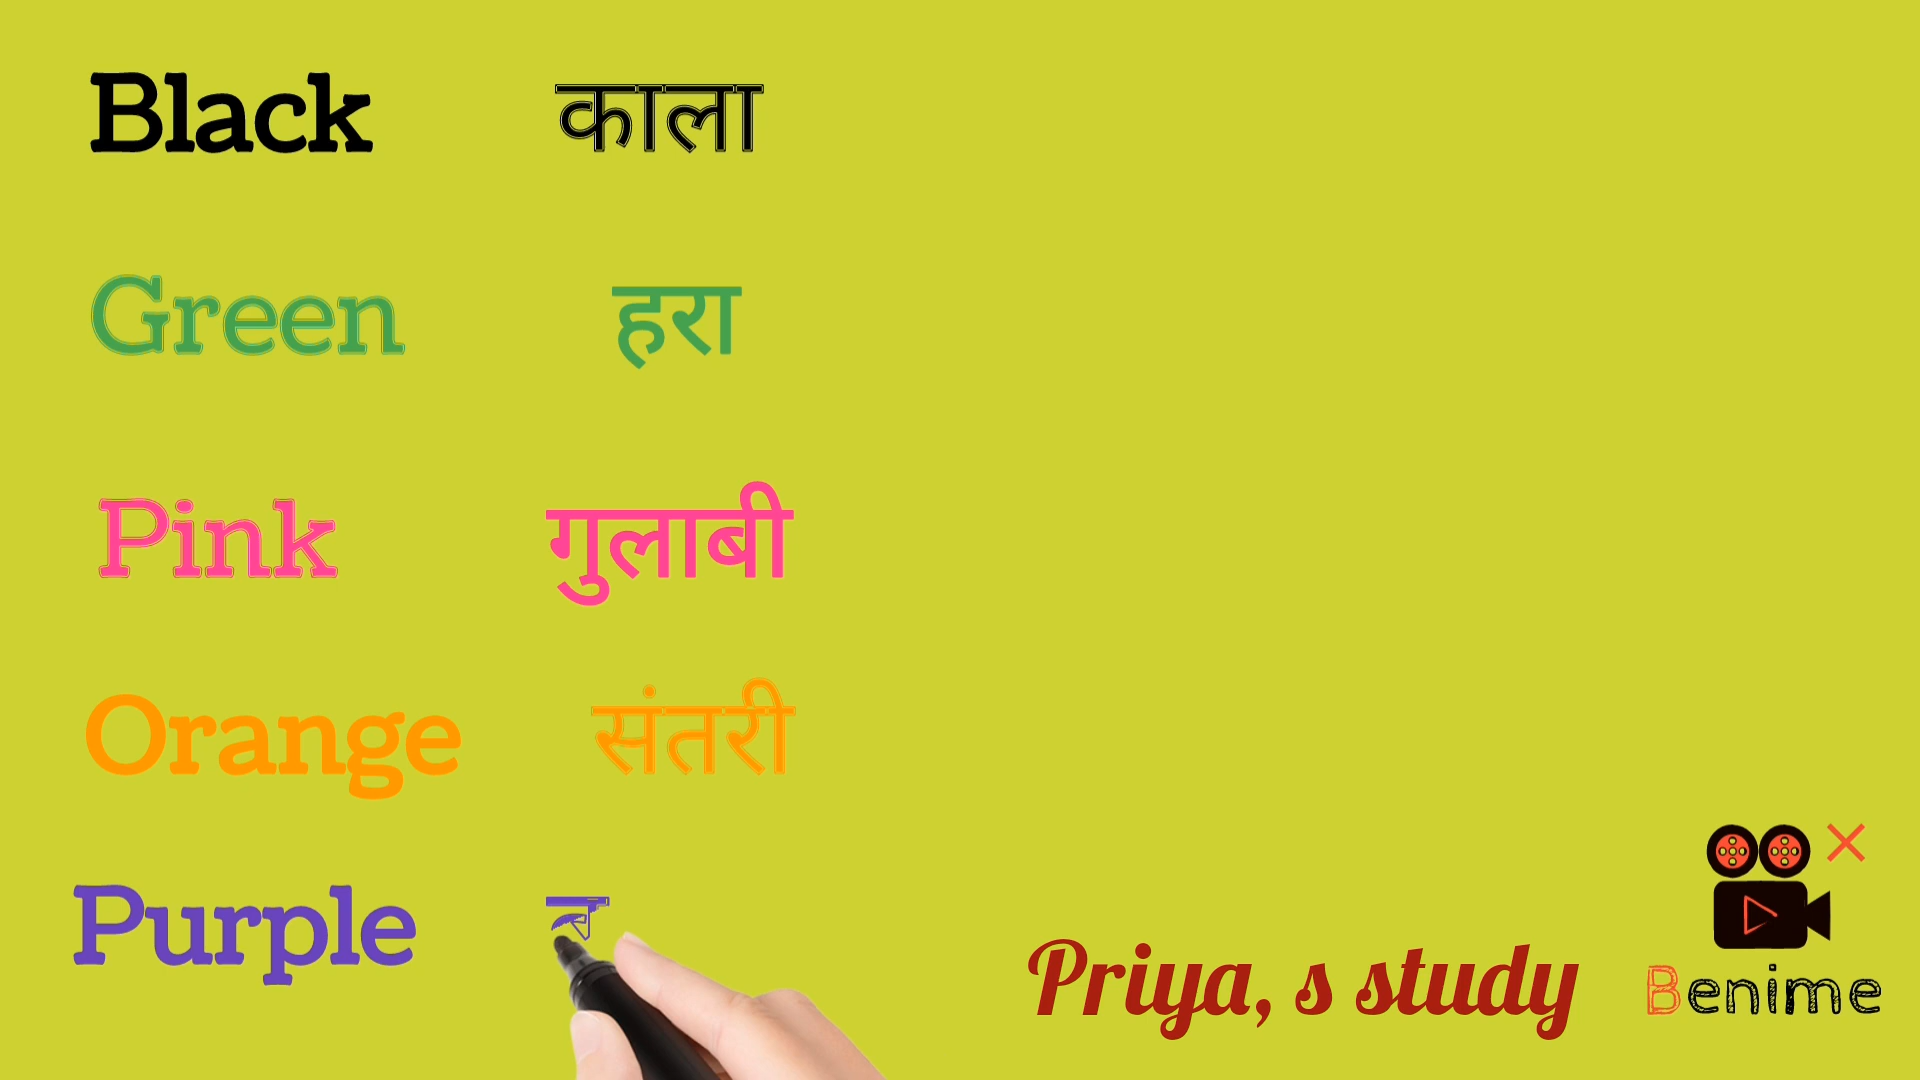 Black काला
Green हरा
Pink गुलाबी
Orange संतरी
Purple
Priya, s study
Benime